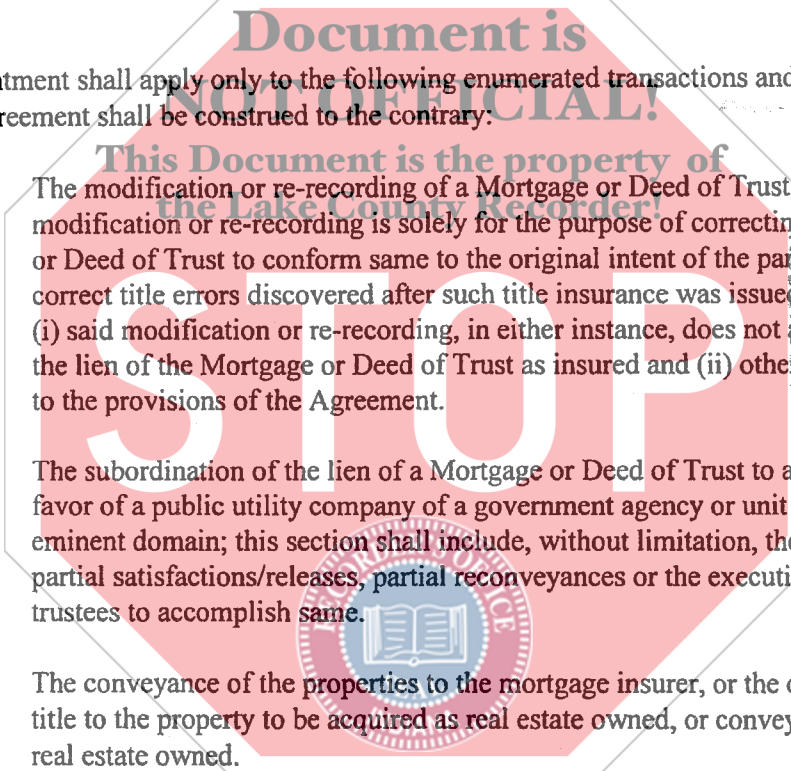 Document is
ntment shall apply only to the following enumerated transactions and
NOT OFFICIAL!
reement shall be construed to the contrary:
This Document is the property of
The modification or re-recording of a Mortgage or Deed of Trust
the Lake County Recorder!
modification or re-recording is solely for the purpose of correctin
or Deed of Trust to conform same to the original intent of the par
correct title errors discovered after such title insurance was issue
(i) said modification or re-recording, in either instance, does not
the lien of the Mortgage or Deed of Trust as insured and (ii) othe
to the provisions of the Agreement.
STOP
The subordination of the lien of a Mortgage or Deed of Trust to a
favor of a public utility company of a government agency or unit
eminent domain; this section shall include, without limitation, the
partial satisfactions/releases, partial reconveyances or the executi
trustees to accomplish same.
The conveyance of the properties to the mortgage insurer, or the
title to the property to be acquired as real estate owned, or convey
real estate owned.